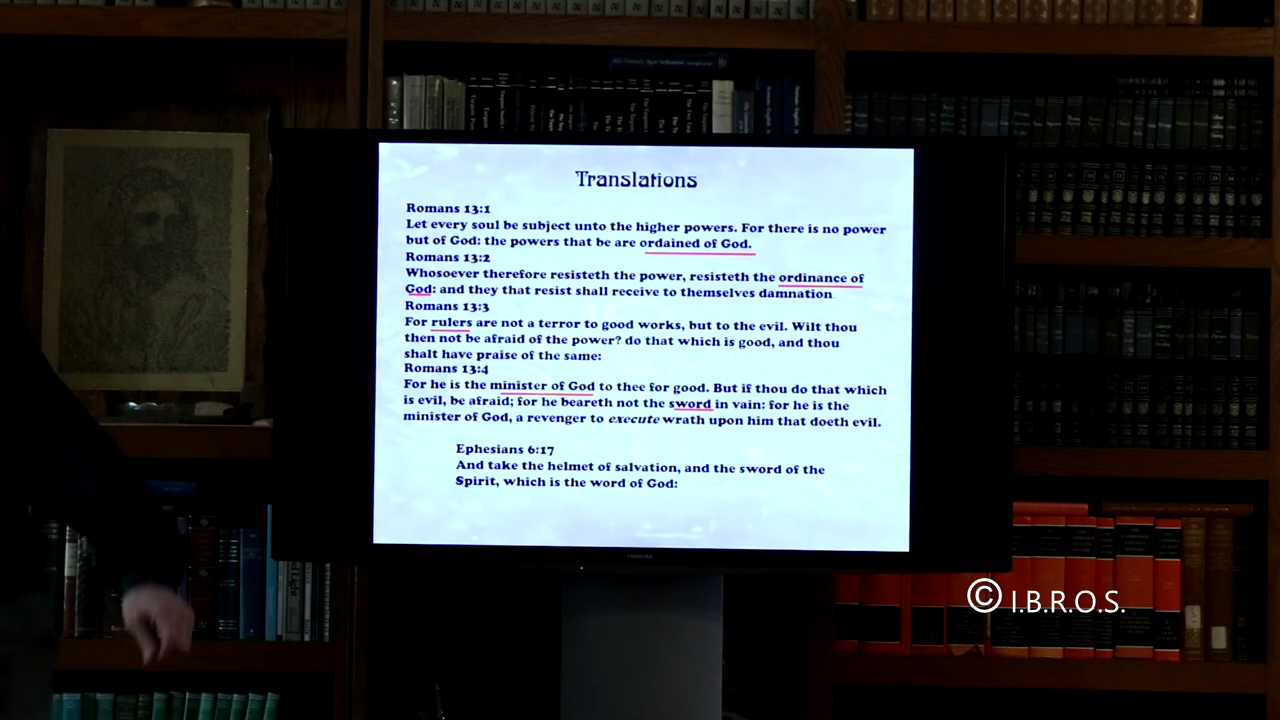 Translations
Romans 13:1
Let every soul be subject unto the higher powers. For there is no power
but of God: the powers that be are ordained of God.
Romans 13:2
Whosoever therefore resisteth the power, resisteth the ordinance of
God: and they that resist shall receive to themselves damnation
Romans 13:3
For rulers are not a terror to good works, but to the evil. Wilt thou
then not be afraid of the power? do that which is good, and thou
shalt have praise of the same:
Romans 13:4
For he is the minister of God to thee for good. But if thou do that which
is evil, be afraid; for he beareth not the sword in vain: for he is the
minister of God, a revenger to execute wrath upon him that doeth evil.
Ephesians 6:17
And take the helmet of salvation, and the sword of the
Spirit, which is the word of God:
TOSHIBA
© I.B.R.O.S.